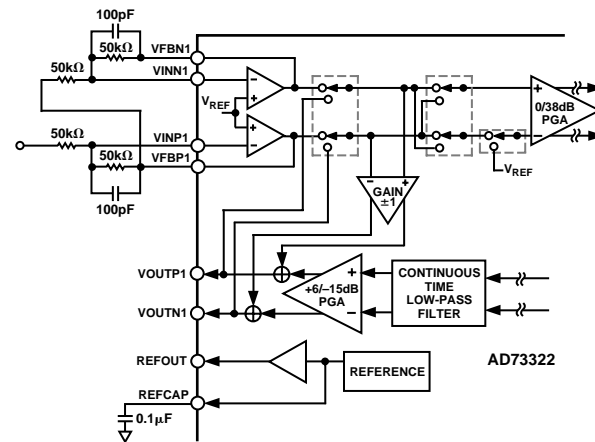 100pF
50kΩ
VFBN1
50kΩ
VINN1
VREF
50kΩ
VINP1
50kΩ
VFBP1
100pF
0/38dB
PGA
VREF
GAIN
±1
VOUTP1
+6/–15dB
PGA
CONTINUOUS
TIME
LOW-PASS
FILTER
VOUTN1
REFOUT
REFERENCE
AD73322
REFCAP
0.1μF